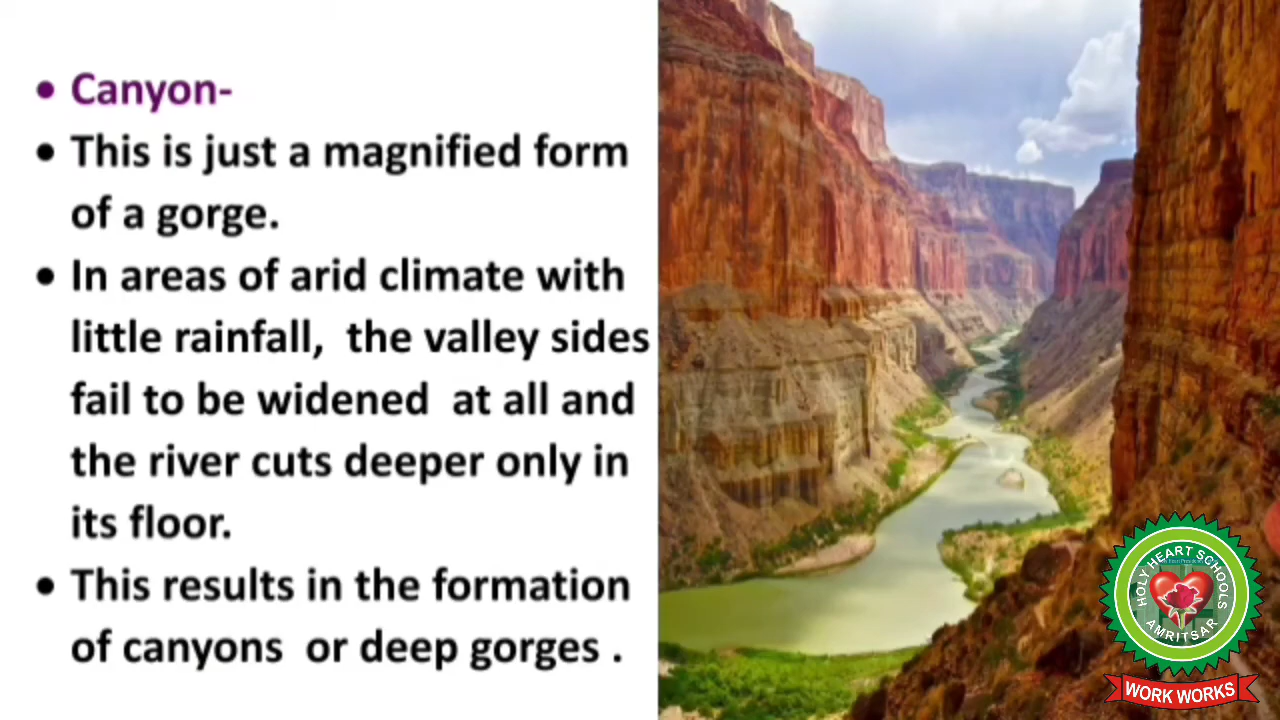 • Canyon-
• This is just a magnified form
of a gorge.
• In areas of arid climate with
little rainfall,  the valley sides
fail to be widened  at all and
the river cuts deeper only in
its floor.
• This results in the formation
of canyons  or deep gorges .
HOLY HEART SCHOOLS
AMRITSAR
WORK WORKS